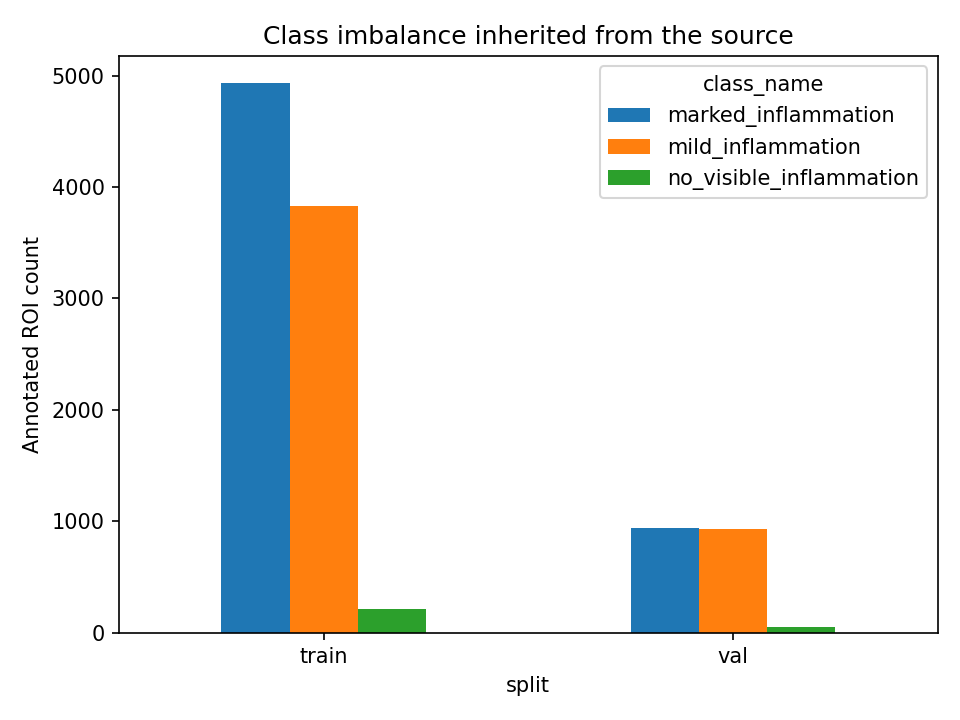 Class imbalance inherited from the source
class_name
marked_inflammation
mild_inflammation
no_visible_inflammation
Annotated ROI count
5000
4000
3000
2000
1000
0
train
val
split